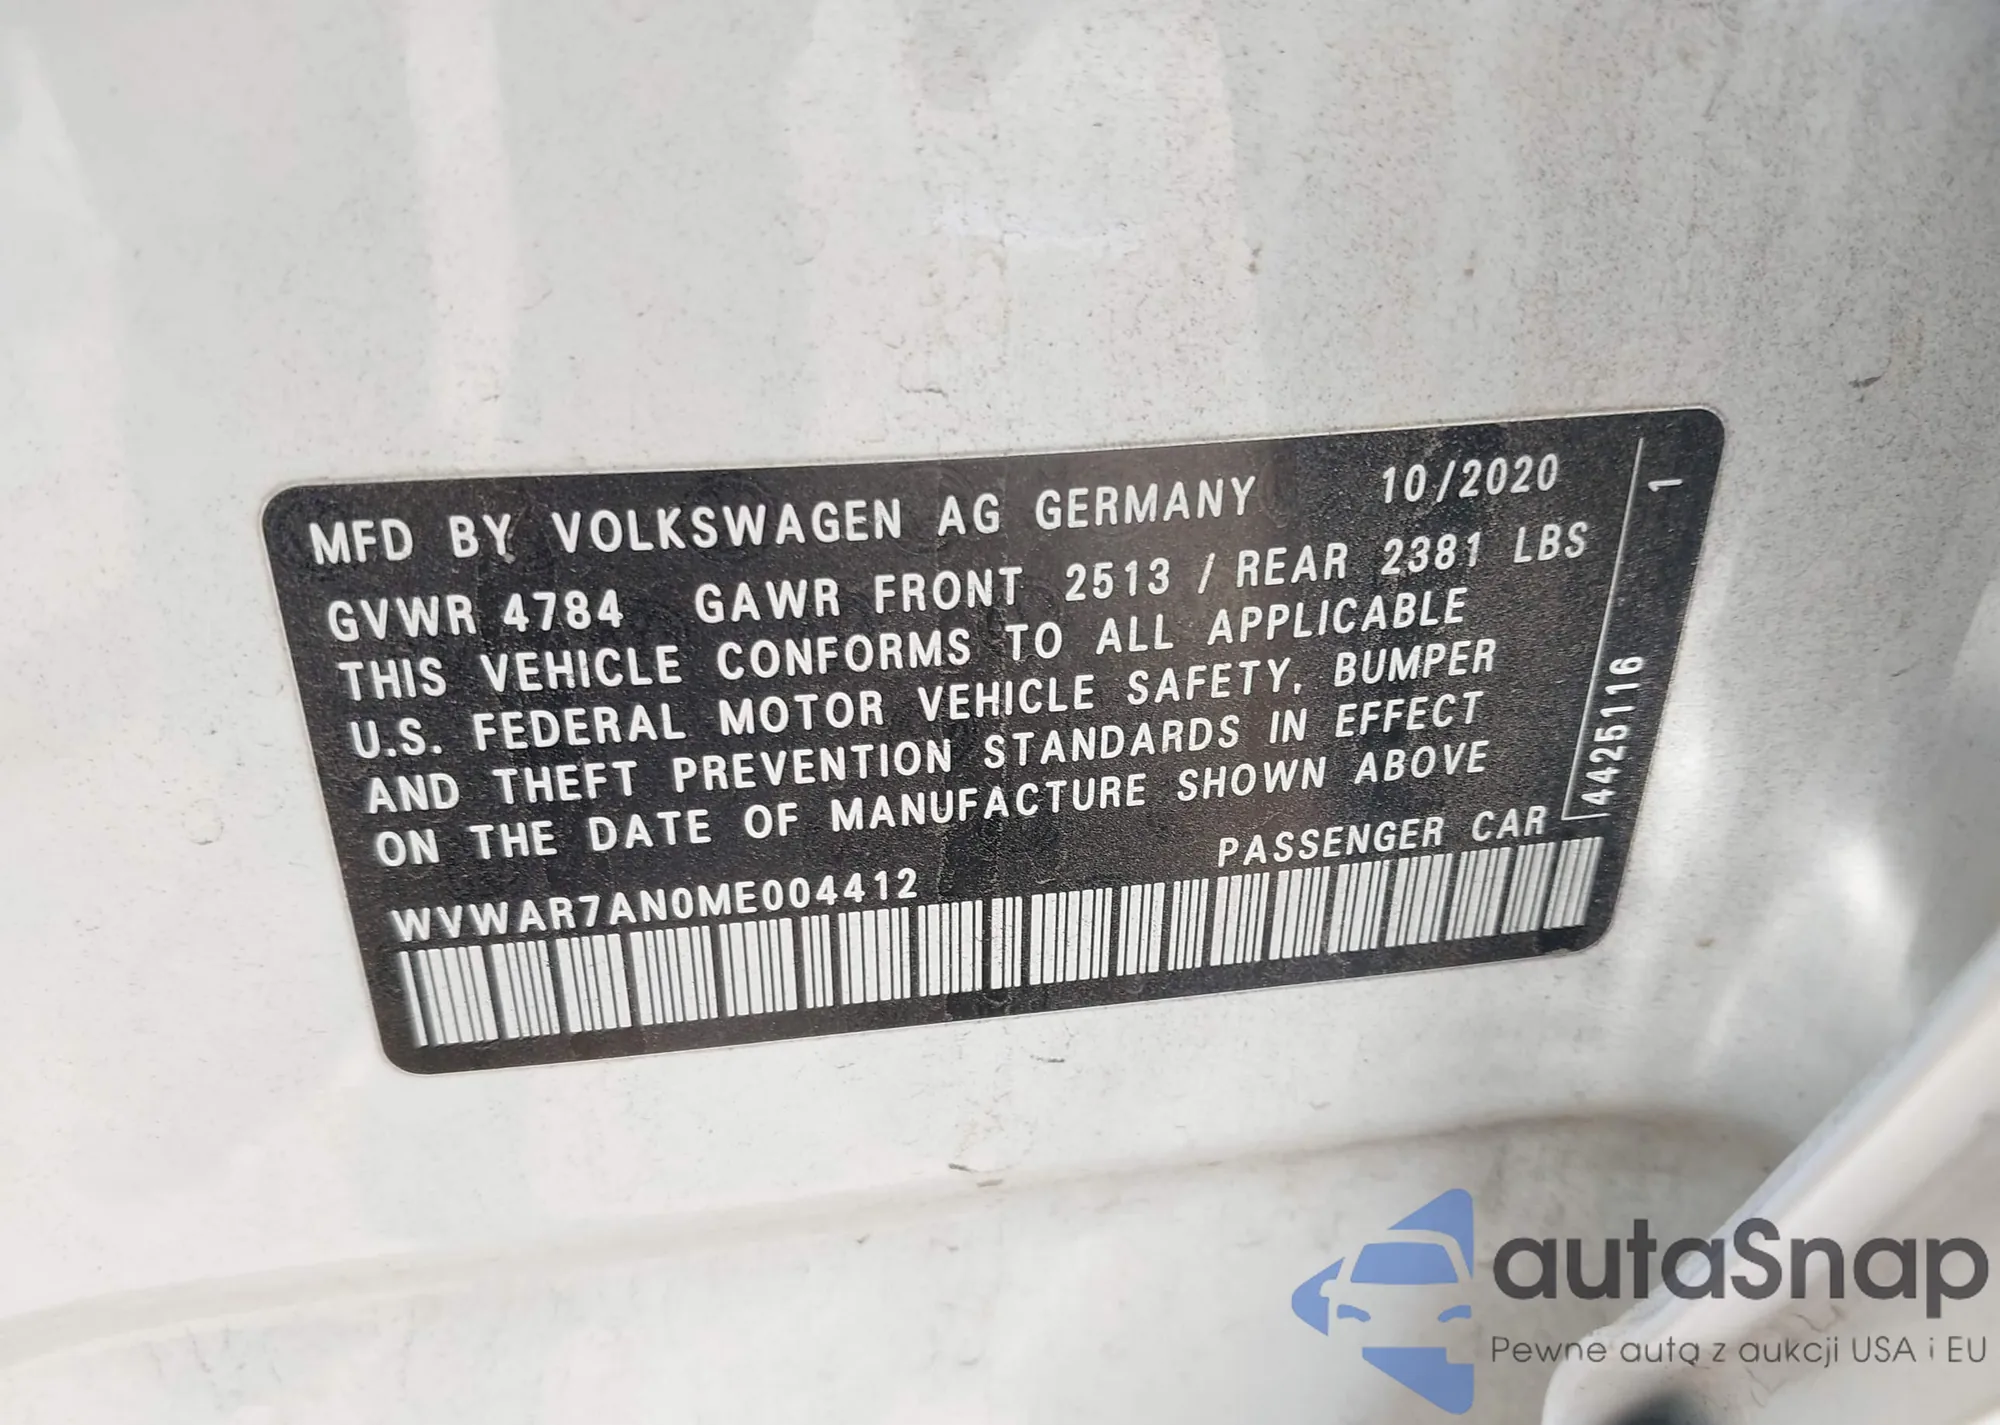 MFD BY VOLKSWAGEN AG GERMANY 10/2020
GVWR 4784 GAWR FRONT 2513 / REAR 2381 LBS
THIS VEHICLE CONFORMS TO ALL APPLICABLE
U.S. FEDERAL MOTOR VEHICLE SAFETY, BUMPER
AND THEFT PREVENTION STANDARDS IN EFFECT
ON THE DATE OF MANUFACTURE SHOWN ABOVE
PASSENGER CAR
WVWAR7AN0ME004412
44251116 1
autaSnap
Pewne auta z aukcji USA i EU